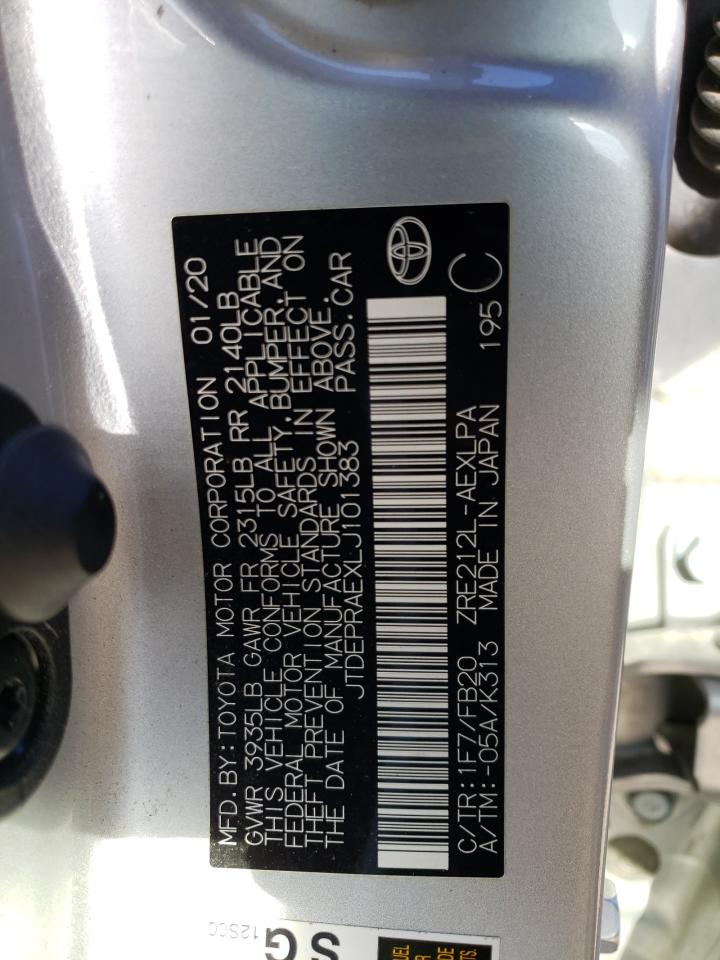 MFD. BY: TOYOTA MOTOR CORPORATION 01/20
GVWR 3935LB GAWR FR 2315LB RR 2140LB
THIS VEHICLE CONFORMS TO ALL APPLICABLE
FEDERAL MOTOR VEHICLE SAFETY, BUMPER, AND
THEFT PREVENTION STANDARDS IN EFFECT ON
THE DATE OF MANUFACTURE SHOWN ABOVE.
JTDEPRAEXLJ101383 PASS. CAR
C/TR: 1F7/FB20 ZRE212L-AEXLPA 195 C
A/TM: -05A/K313 MADE IN JAPAN
SG